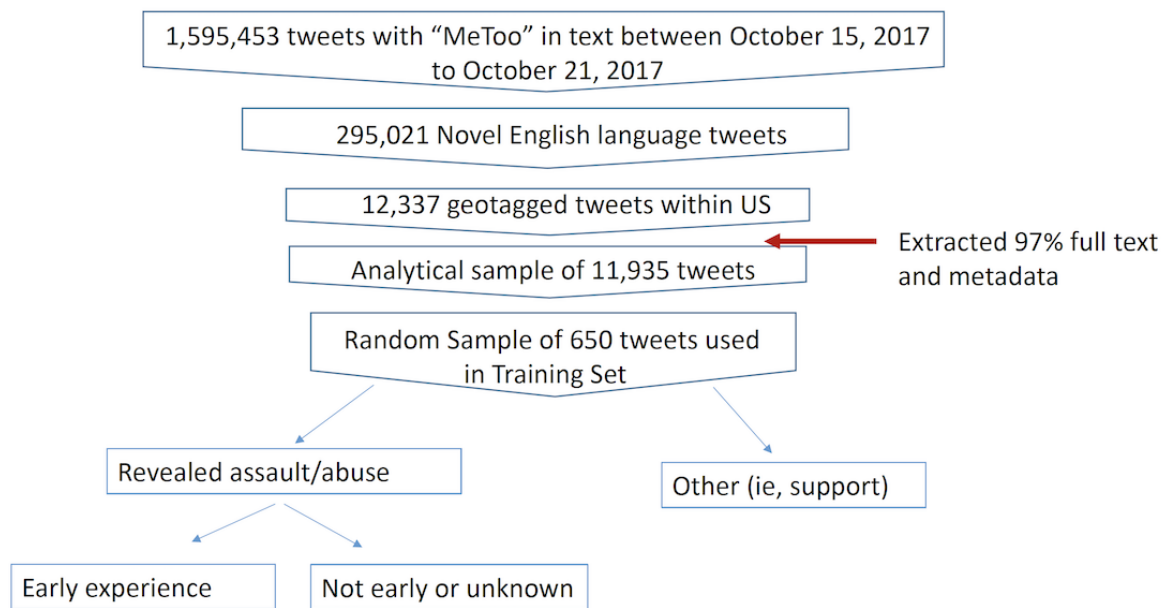 1,595,453 tweets with “MeToo” in text between October 15, 2017
to October 21, 2017
295,021 Novel English language tweets
12,337 geotagged tweets within US
Extracted 97% full text
and metadata
Analytical sample of 11,935 tweets
Random Sample of 650 tweets used
in Training Set
Revealed assault/abuse
Other (ie, support)
Early experience
Not early or unknown